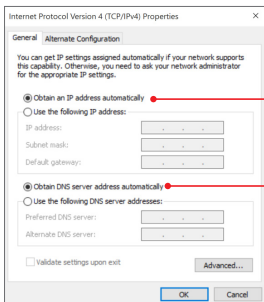 Internet Protocol Version 4 (TCP/IPv4) Properties
General
Alternate Configuration
You can get IP settings assigned automatically if your network supports
this capability. Otherwise, you need to ask your network administrator
for the appropriate IP settings.
Obtain an IP address automatically
Use the following IP address:
IP address:
Subnet mask:
Default gateway:
Obtain DNS server address automatically
Use the following DNS server addresses:
Preferred DNS server:
Alternate DNS server:
Validate settings upon exit
Advanced...
OK
Cancel